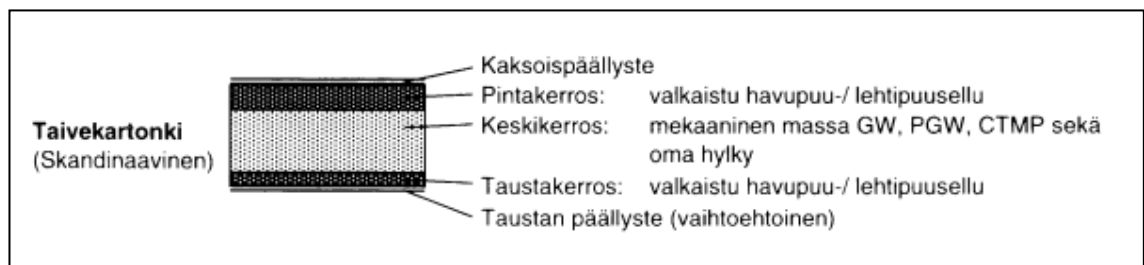 Taivekartonki
(Skandinaavinen)
Kaksoispäällyste
Pintakerros: valkaistu havupuu-/ lehtipuusellu
Keskikerros: mekaaninen massa GW, PGW, CTMP sekä
oma hylky
Taustakerros: valkaistu havupuu-/ lehtipuusellu
Taustan päällyste (vaihtoehtoinen)